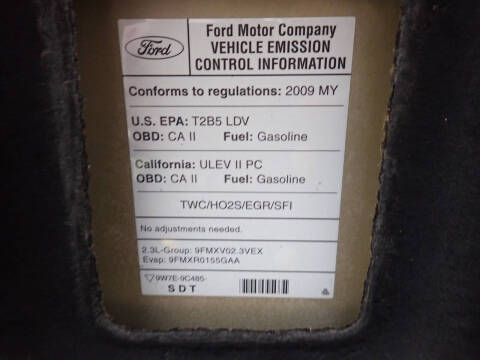 Ford
Ford Motor Company
VEHICLE EMISSION
CONTROL INFORMATION
Conforms to regulations: 2009 MY
U.S. EPA: T2B5 LDV
OBD: CA II Fuel: Gasoline
California: ULEV II PC
OBD: CA II Fuel: Gasoline
TWC/HO2S/EGR/SFI
No adjustments needed.
2.3L-Group: 9FMXV02.3VEX
Evap: 9FMXR0155GAA
9W7E-9C485-
SDT